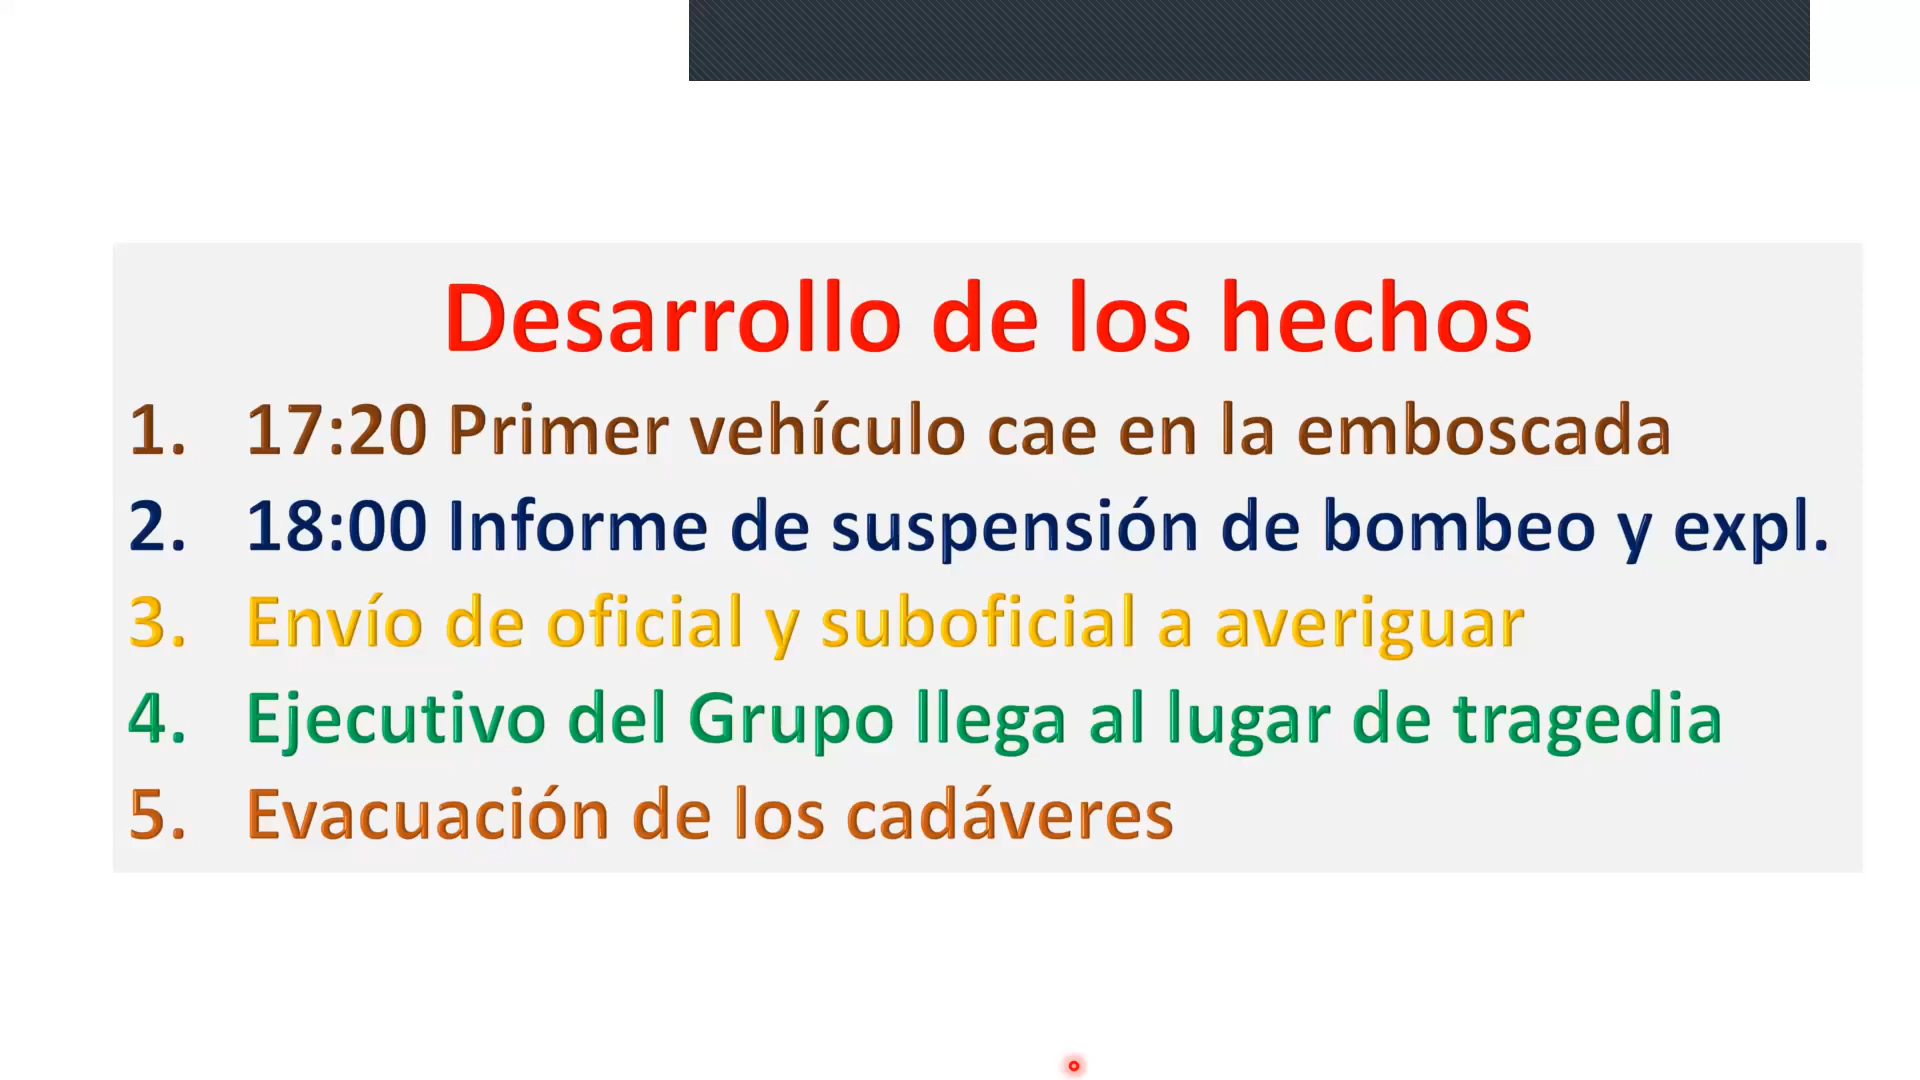 Desarrollo de los hechos
1. 17:20 Primer vehículo cae en la emboscada
2. 18:00 Informe de suspensión de bombeo y expl.
3. Envío de oficial y suboficial a averiguar
4. Ejecutivo del Grupo llega al lugar de tragedia
5. Evacuación de los cadáveres